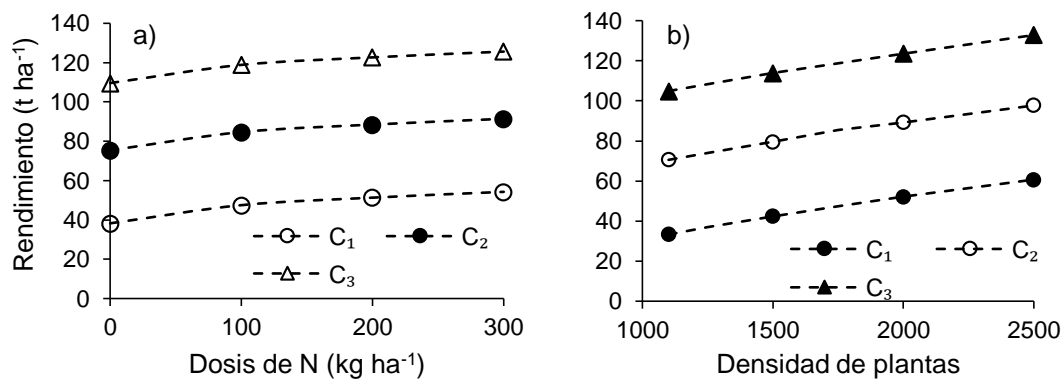 a)
Rendimiento (t ha⁻¹)
140
120
100
80
60
40
20
0
C₁
C₂
C₃
0 100 200 300
Dosis de N (kg ha⁻¹)
b)
140
120
100
80
60
40
20
0
C₁
C₂
C₃
1000 1500 2000 2500
Densidad de plantas